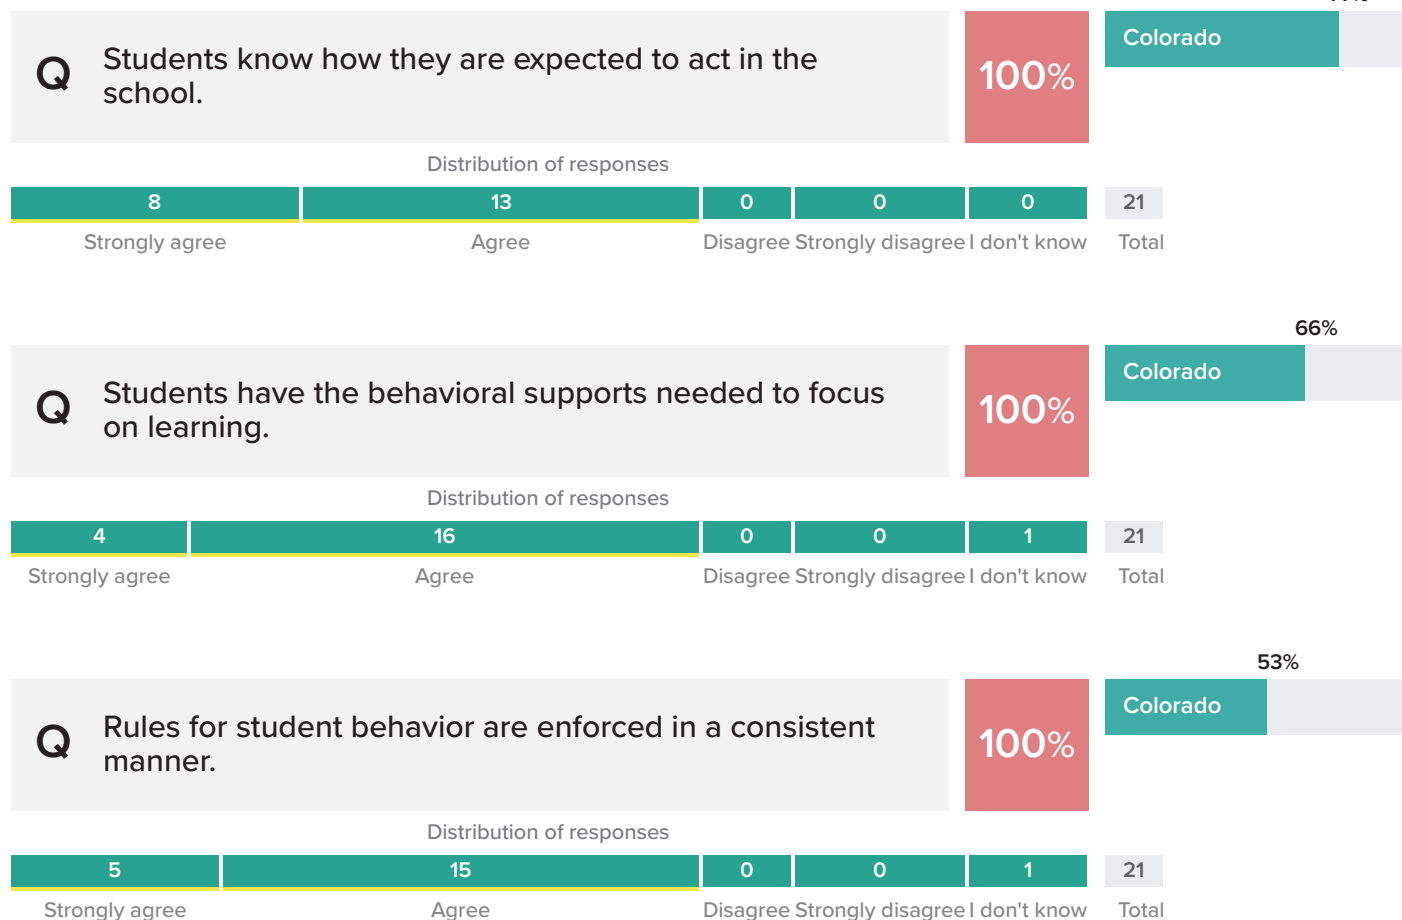 Q
Students know how they are expected to act in the
school.
100%
Colorado
Distribution of responses
8 13 0 0 0 21
Strongly agree Agree Disagree Strongly disagree I don't know Total
66%
Q
Students have the behavioral supports needed to focus
on learning.
100%
Colorado
Distribution of responses
4 16 0 0 1 21
Strongly agree Agree Disagree Strongly disagree I don't know Total
53%
Q
Rules for student behavior are enforced in a consistent
manner.
100%
Colorado
Distribution of responses
5 15 0 0 1 21
Strongly agree Agree Disagree Strongly disagree I don't know Total